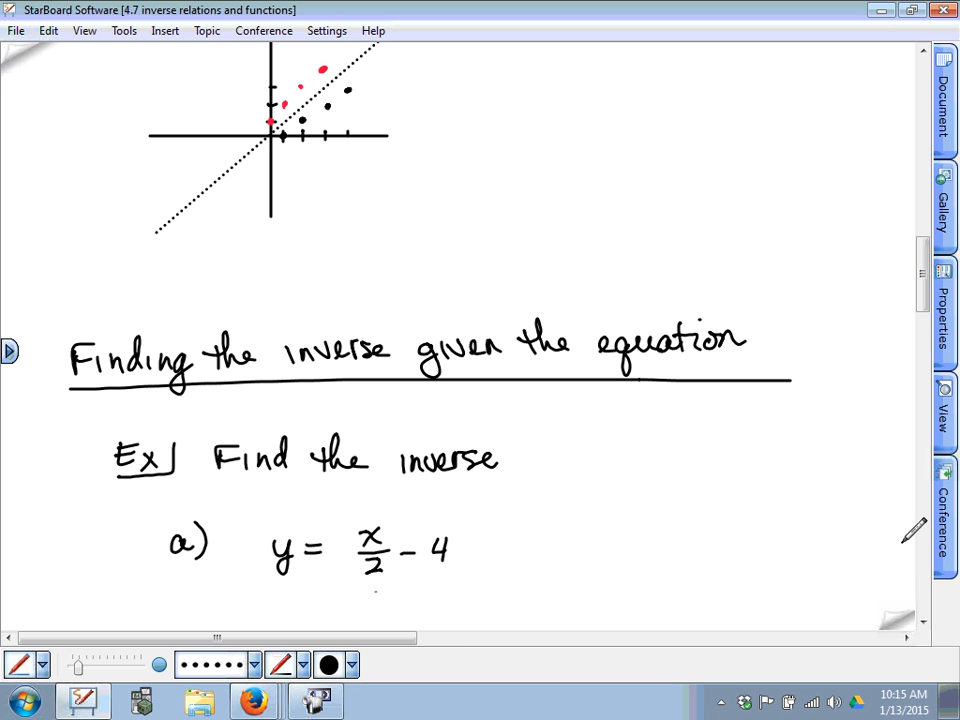 StarBoard Software [4.7 inverse relations and functions]
File Edit View Tools Insert Topic Conference Settings Help
Document
Gallery
Properties
View
Conference
Finding the inverse given the equation
Ex] Find the inverse
a) y = x/2 - 4
10:15 AM
1/13/2015